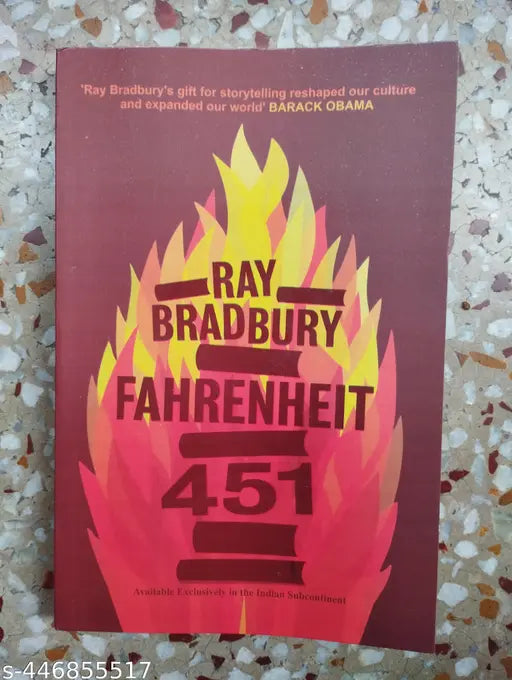 'Ray Bradbury's gift for storytelling reshaped our culture
and expanded our world' BARACK OBAMA
RAY
BRADBURY
FAHRENHEIT
451
Available Exclusively in the Indian Subcontinent
s-446855517